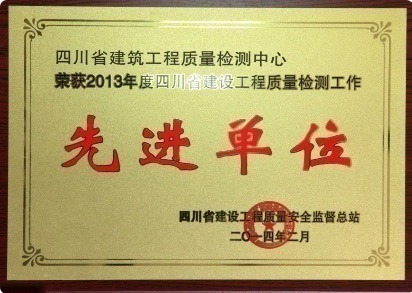 四川省建筑工程质量检测中心
荣获2013年度四川省建设工程质量检测工作
先进单位
四川省建设工程质量安全监督总站
二〇一四年二月